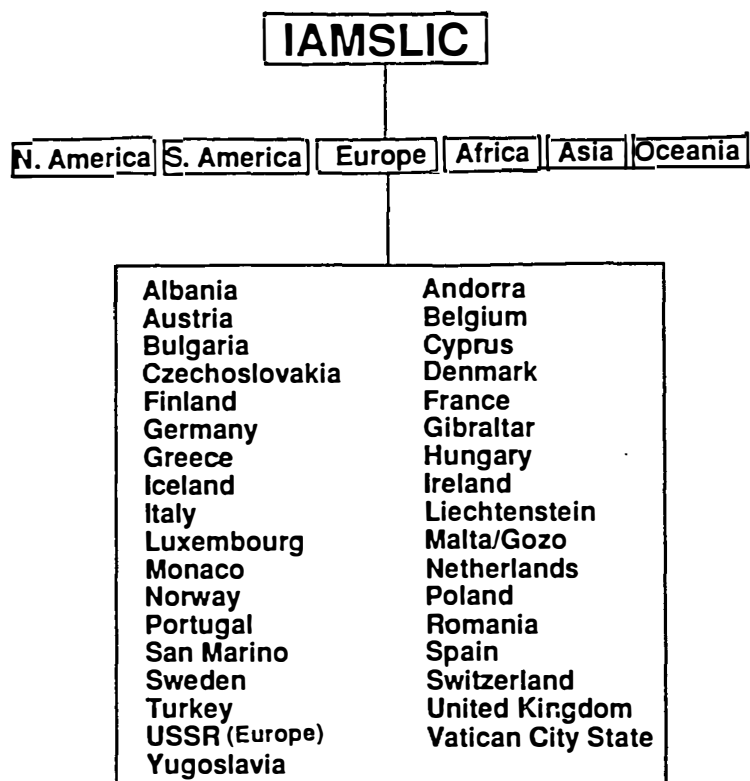 IAMSLIC
N. America S. America Europe Africa Asia Oceania
Albania Andorra
Austria Belgium
Bulgaria Cyprus
Czechoslovakia Denmark
Finland France
Germany Gibraltar
Greece Hungary
Iceland Ireland
Italy Liechtenstein
Luxembourg Malta/Gozo
Monaco Netherlands
Norway Poland
Portugal Romania
San Marino Spain
Sweden Switzerland
Turkey United Kingdom
USSR (Europe) Vatican City State
Yugoslavia